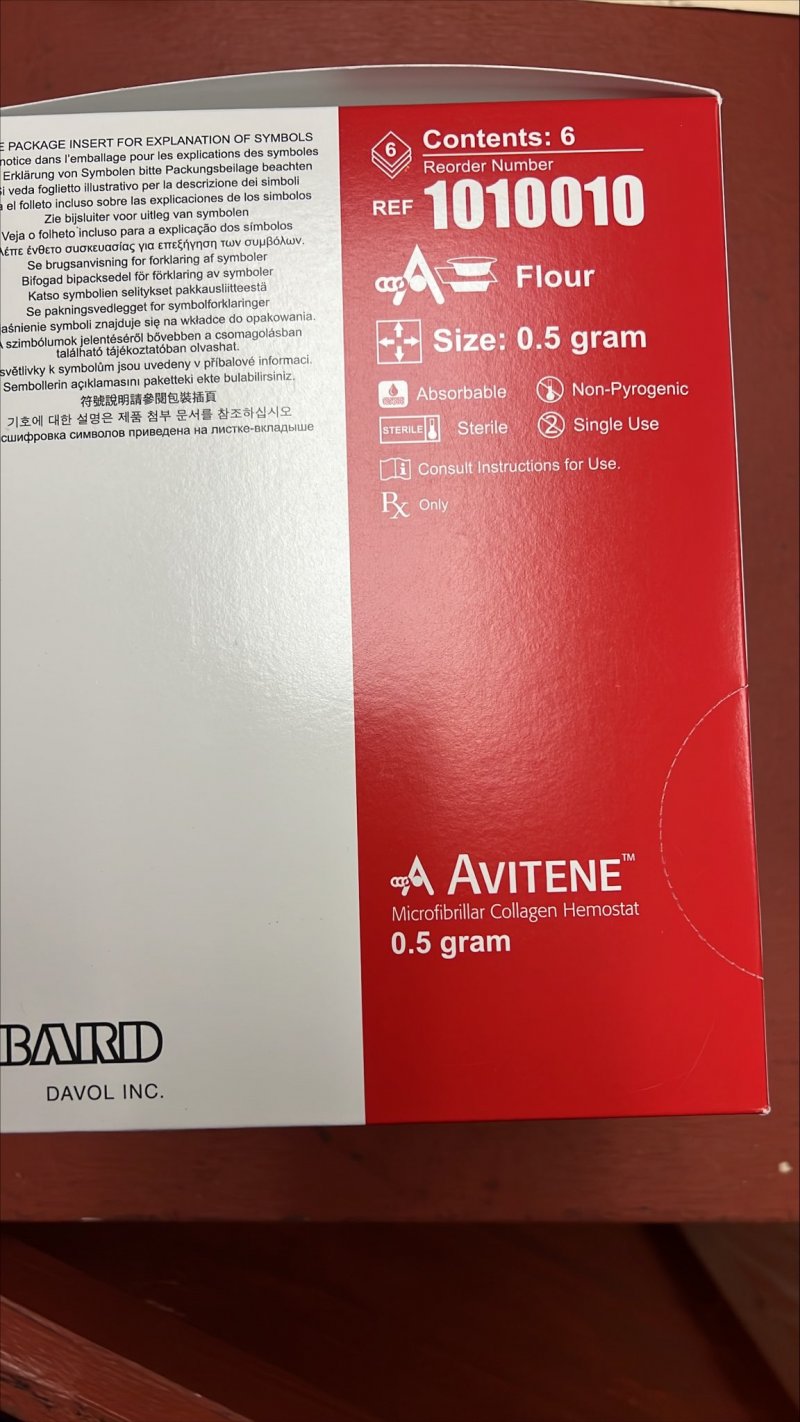 PACKAGE INSERT FOR EXPLANATION OF SYMBOLS
notice dans l'emballage pour les explications des symboles
Erklärung von Symbolen bitte Packungsbeilage beachten
veda foglietto illustrativo per la descrizione dei simboli
el folleto incluso sobre las explicaciones de los simbolos
Zie bijsluiter voor uitleg van symbolen
Veja o folheto incluso para a explicação dos símbolos
ένθετο συσκευασίας για επεξήγηση των συμβόλων.
Se brugsanvisning for forklaring af symboler
Bifogad bipacksedel för förklaring av symboler
Katso symbolien selitykset pakkausliitteestä
Se pakningsvedlegget for symbolforklaringer
symboli znajduje się na wkładce do opakowania.
szimbólumok jelentéséről bővebben a csomagolásban
található tájékoztatóban olvashat.
k symbolům jsou uvedeny v příbalové informaci.
Sembollerin açıklamasını paketteki ekte bulabilirsiniz.
符號說明請參閱包裝插頁
기호에 대한 설명은 제품 첨부 문서를 참조하십시오
символов приведена на листке-вкладыше
BARD
DAVOL INC.
6
Contents: 6
Reorder Number
REF 1010010
Flour
Size: 0.5 gram
Absorbable
Non-Pyrogenic
STERILE Sterile
2 Single Use
i Consult Instructions for Use.
Rx Only
AVITENE™
Microfibrillar Collagen Hemostat
0.5 gram